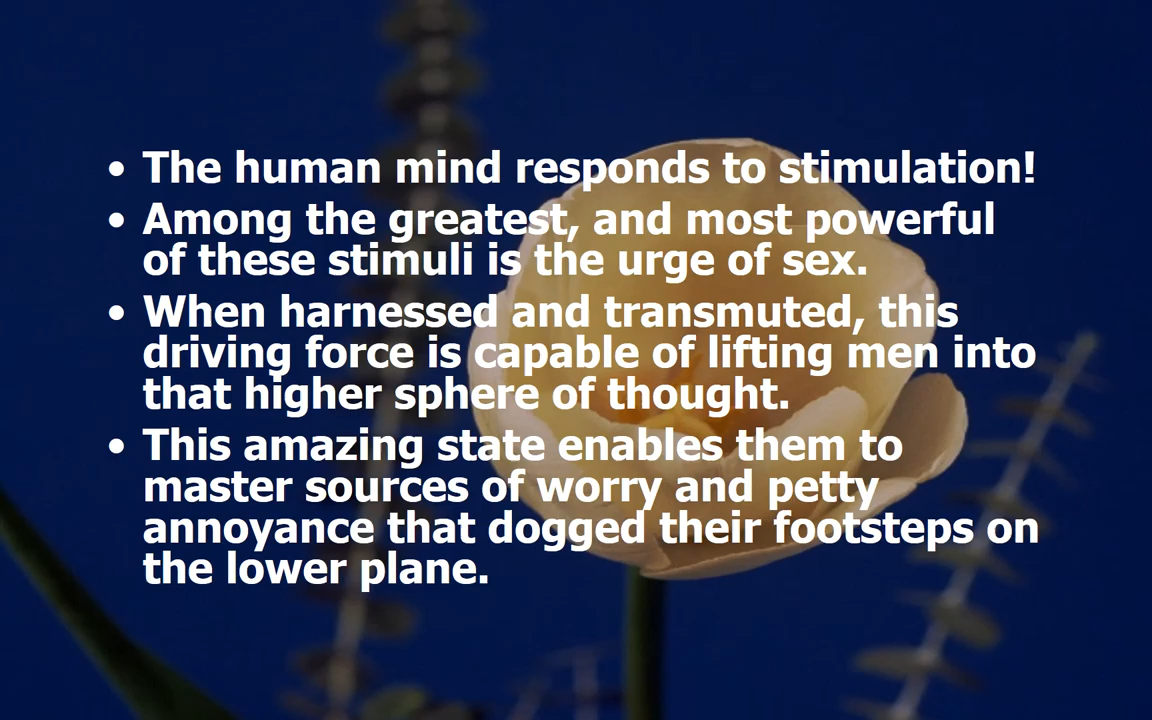 • The human mind responds to stimulation!
• Among the greatest, and most powerful
of these stimuli is the urge of sex.
• When harnessed and transmuted, this
driving force is capable of lifting men into
that higher sphere of thought.
• This amazing state enables them to
master sources of worry and petty
annoyance that dogged their footsteps on
the lower plane.